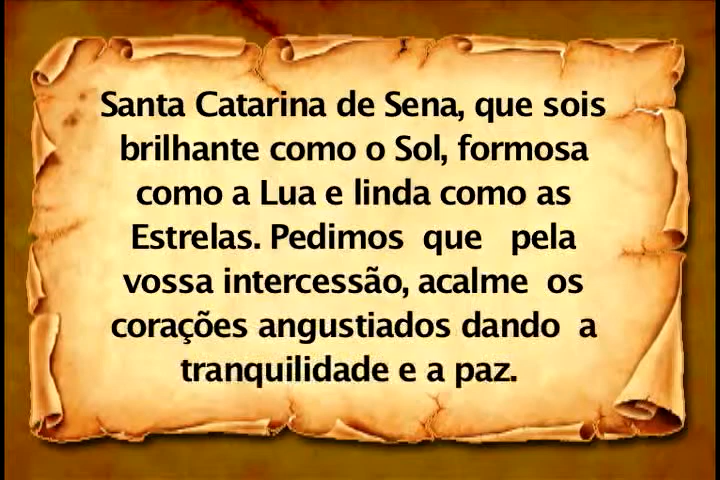 Santa Catarina de Sena, que sois
brilhante como o Sol, formosa
como a Lua e linda como as
Estrelas. Pedimos que pela
vossa intercessão, acalme os
corações angustiados dando a
tranquilidade e a paz.